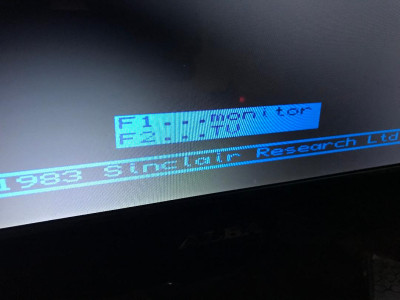 F1...monitor
F2...TV
1983 Sinclair Research Ltd